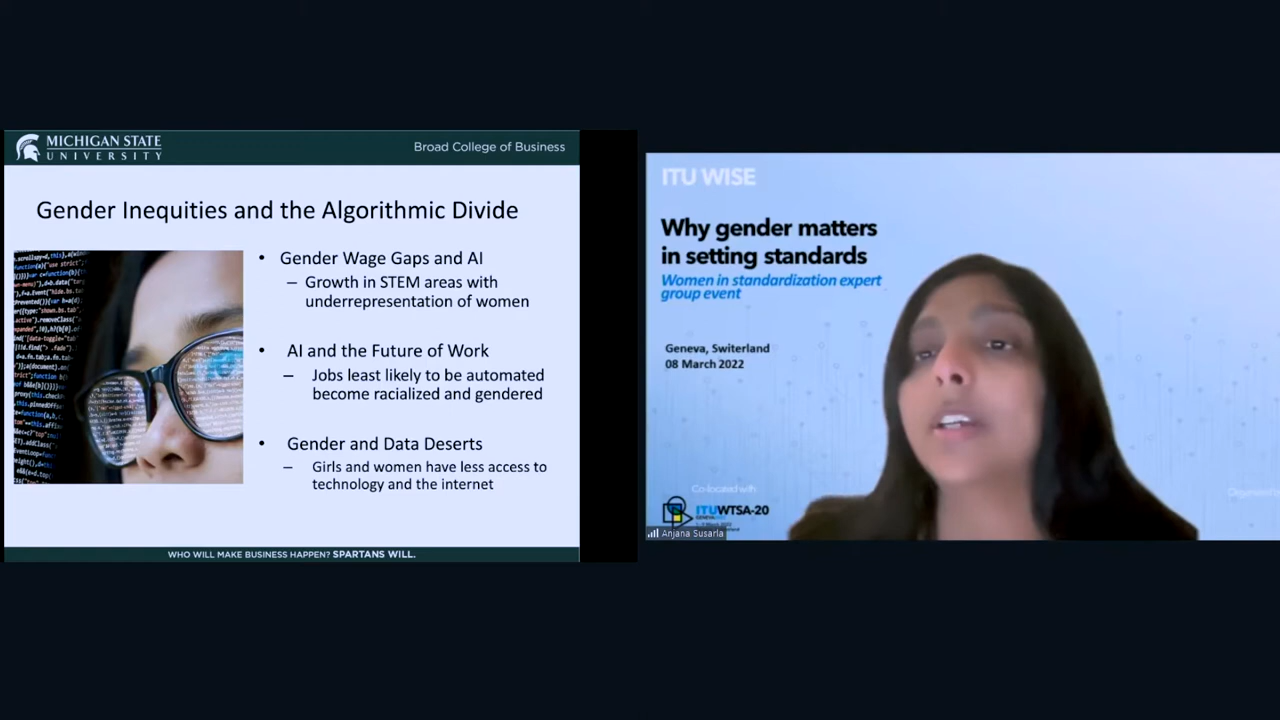 MICHIGAN STATE
UNIVERSITY
Broad College of Business
Gender Inequities and the Algorithmic Divide
• Gender Wage Gaps and AI
– Growth in STEM areas with
underrepresentation of women
• AI and the Future of Work
– Jobs least likely to be automated
become racialized and gendered
• Gender and Data Deserts
– Girls and women have less access to
technology and the internet
WHO WILL MAKE BUSINESS HAPPEN? SPARTANS WILL.
ITU WISE
Why gender matters
in setting standards
Women in standardization expert
group event
Geneva, Switerland
08 March 2022
Co-located with
ITUWTSA-20
Anjana Susarla